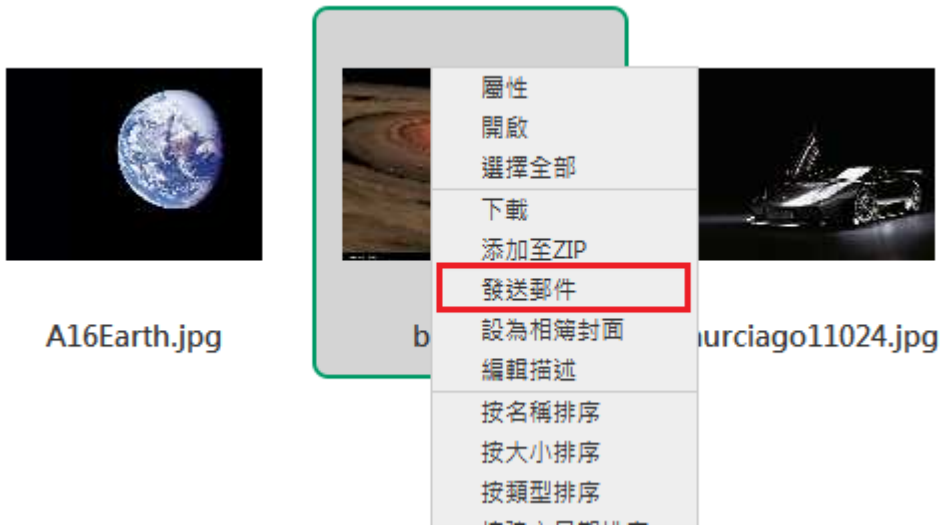 屬性
開啟
選擇全部
下載
添加至ZIP
發送郵件
設為相簿封面
編輯描述
按名稱排序
按大小排序
按類型排序
A16Earth.jpg
b
urciago11024.jpg